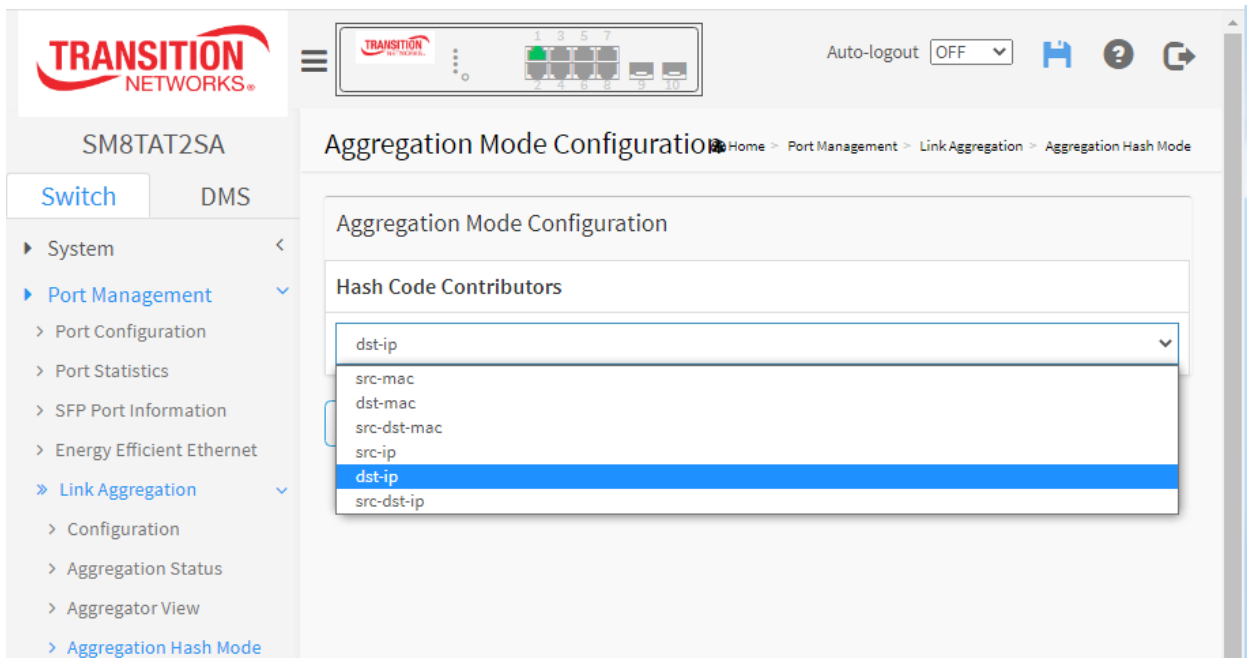 TRANSITION
NETWORKS®
TRANSITION
NETWORKS.
1 3 5 7
2 4 6 8 9 10
Auto-logout OFF
?
SM8TAT2SA
Switch DMS
System
Port Management
Port Configuration
Port Statistics
SFP Port Information
Energy Efficient Ethernet
Link Aggregation
Configuration
Aggregation Status
Aggregator View
Aggregation Hash Mode
Aggregation Mode Configuration
Home > Port Management > Link Aggregation > Aggregation Hash Mode
Aggregation Mode Configuration
Hash Code Contributors
dst-ip
src-mac
dst-mac
src-dst-mac
src-ip
dst-ip
src-dst-ip